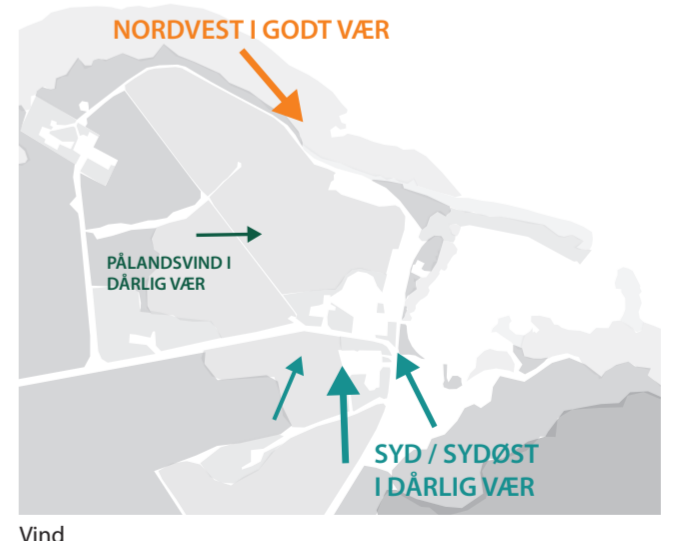 NORDVEST I GODT VÆR
PÅLANDSVIND I
DÅRLIG VÆR
SYD / SYDØST
I DÅRLIG VÆR
Vind